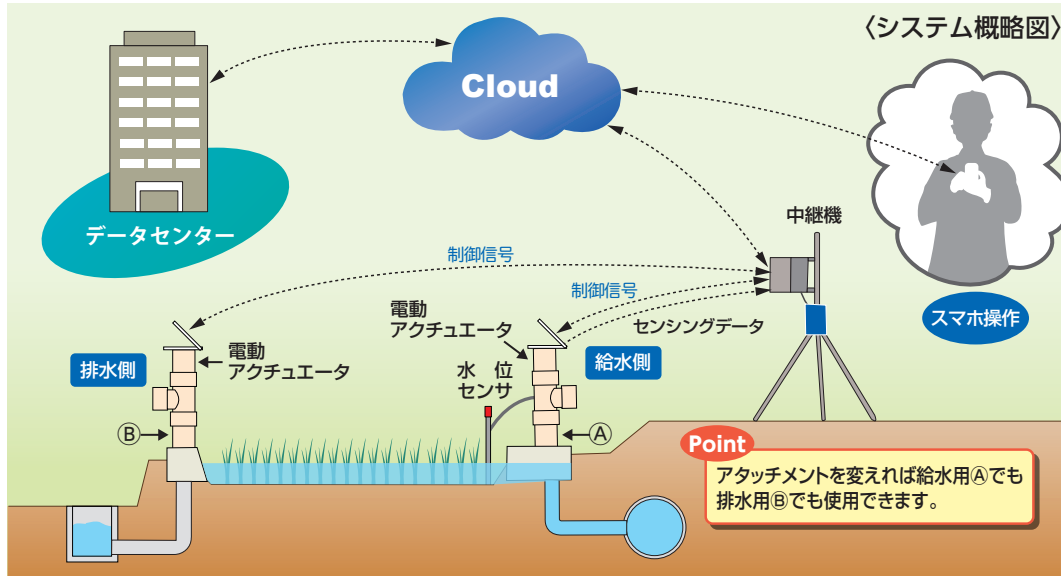 〈システム概略図〉
Cloud
データセンター
中継機
制御信号
制御信号
センシングデータ
スマホ操作
電動
アクチュエータ
電動
アクチュエータ
排水側
水 位
センサ
給水側
Ⓑ
Ⓐ
Point
アタッチメントを変えれば給水用Ⓐでも
排水用Ⓑでも使用できます。